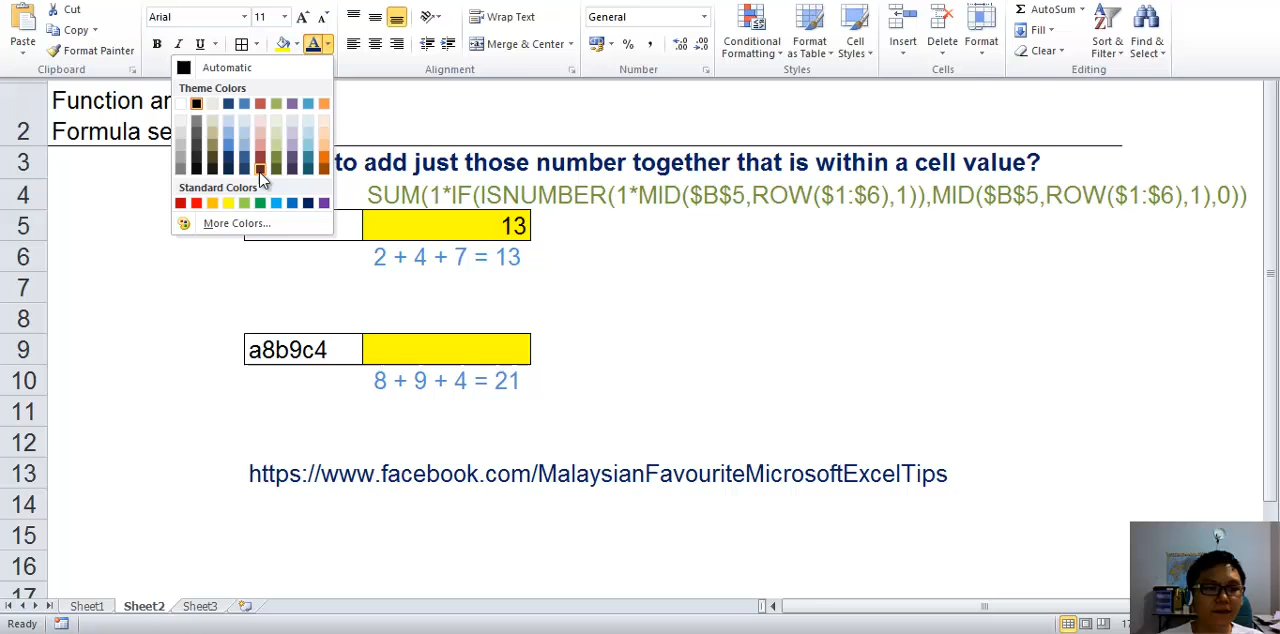 Cut
Arial 11
Wrap Text
General
AutoSum
Copy
Fill
Paste
Format Painter
B I U
A
Merge & Center
%
Conditional Formatting
Format as Table
Cell Styles
Insert
Delete
Format
Clear
Sort & Filter
Find & Select
Clipboard
Alignment
Number
Styles
Cells
Editing
Automatic
Theme Colors
Standard Colors
More Colors...
2
Function an
Formula se
3
to add just those number together that is within a cell value?
4
SUM(1*IF(ISNUMBER(1*MID($B$5,ROW($1:$6),1)),MID($B$5,ROW($1:$6),1),0))
5
13
6
2 + 4 + 7 = 13
7
8
9
a8b9c4
10
8 + 9 + 4 = 21
11
12
13
https://www.facebook.com/MalaysianFavouriteMicrosoftExcelTips
14
15
16
17
Sheet1
Sheet2
Sheet3
Ready